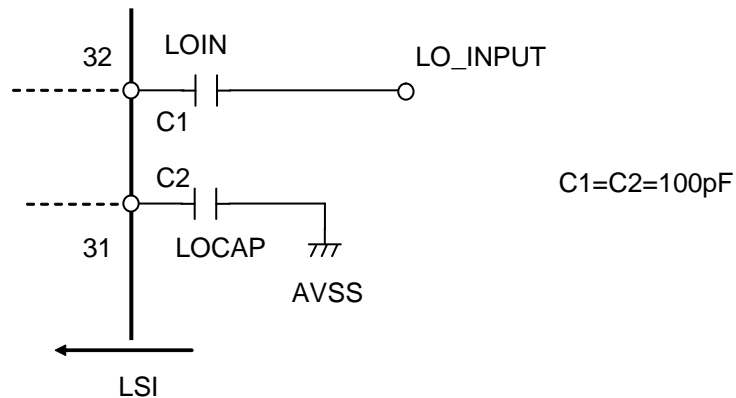 LOIN
32
LO_INPUT
C1
C2
C1=C2=100pF
31
LOCAP
AVSS
LSI